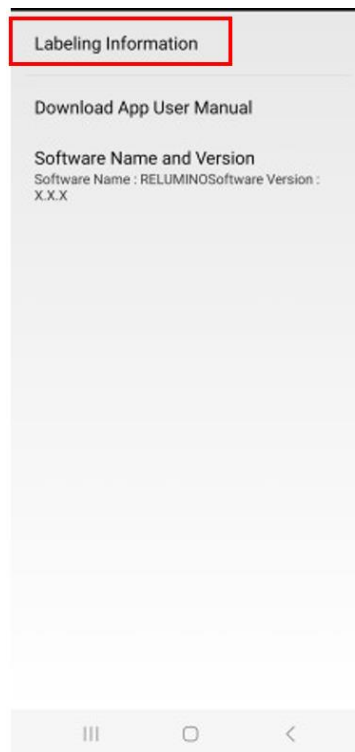 Labeling Information
Download App User Manual
Software Name and Version
Software Name : RELUMINOSoftware Version :
X.X.X